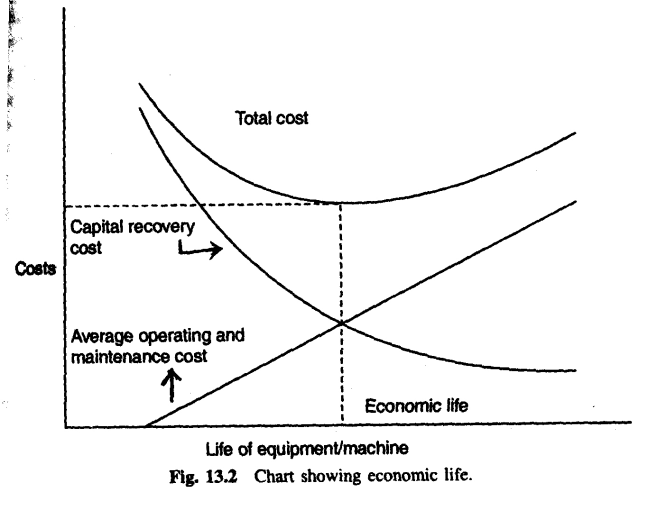 Total cost
Capital recovery
cost
Costs
Average operating and
maintenance cost
Economic life
Life of equipment/machine
Fig. 13.2 Chart showing economic life.